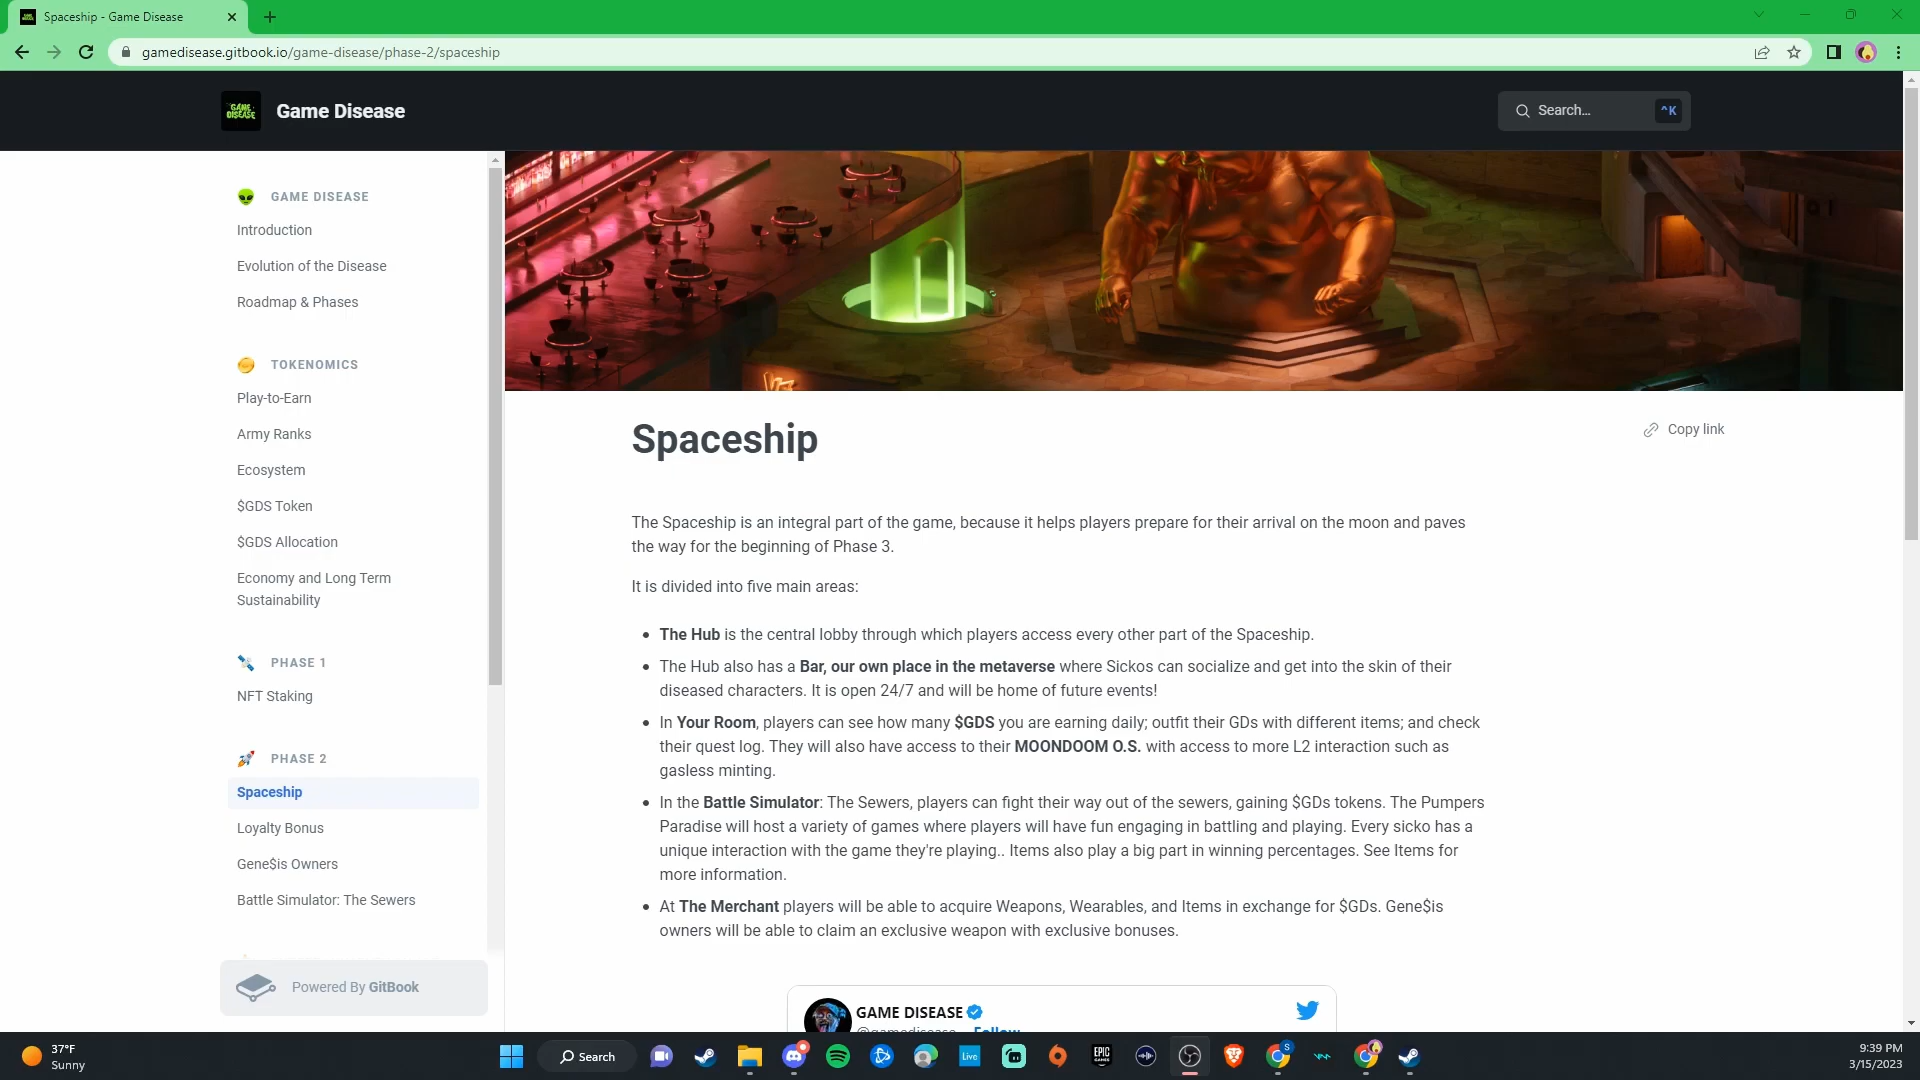 Spaceship - Game Disease
gamedisease.gitbook.io/game-disease/phase-2/spaceship
GAME DISEASE
Game Disease
Search...
^K
GAME DISEASE
Introduction
Evolution of the Disease
Roadmap & Phases
TOKENOMICS
Play-to-Earn
Army Ranks
Ecosystem
$GDS Token
$GDS Allocation
Economy and Long Term
Sustainability
PHASE 1
NFT Staking
PHASE 2
Spaceship
Loyalty Bonus
Gene$is Owners
Battle Simulator: The Sewers
Powered By GitBook
Spaceship
Copy link
The Spaceship is an integral part of the game, because it helps players prepare for their arrival on the moon and paves
the way for the beginning of Phase 3.
It is divided into five main areas:
• The Hub is the central lobby through which players access every other part of the Spaceship.
• The Hub also has a Bar, our own place in the metaverse where Sickos can socialize and get into the skin of their
diseased characters. It is open 24/7 and will be home of future events!
• In Your Room, players can see how many $GDS you are earning daily; outfit their GDs with different items; and check
their quest log. They will also have access to their MOONDOOM O.S. with access to more L2 interaction such as
gasless minting.
• In the Battle Simulator: The Sewers, players can fight their way out of the sewers, gaining $GDs tokens. The Pumpers
Paradise will host a variety of games where players will have fun engaging in battling and playing. Every sicko has a
unique interaction with the game they're playing.. Items also play a big part in winning percentages. See Items for
more information.
• At The Merchant players will be able to acquire Weapons, Wearables, and Items in exchange for $GDs. Gene$is
owners will be able to claim an exclusive weapon with exclusive bonuses.
GAME DISEASE
@gamedisease · Follow
37°F
Sunny
Search
Live
EPIC
GAMES
S
9:39 PM
3/15/2023